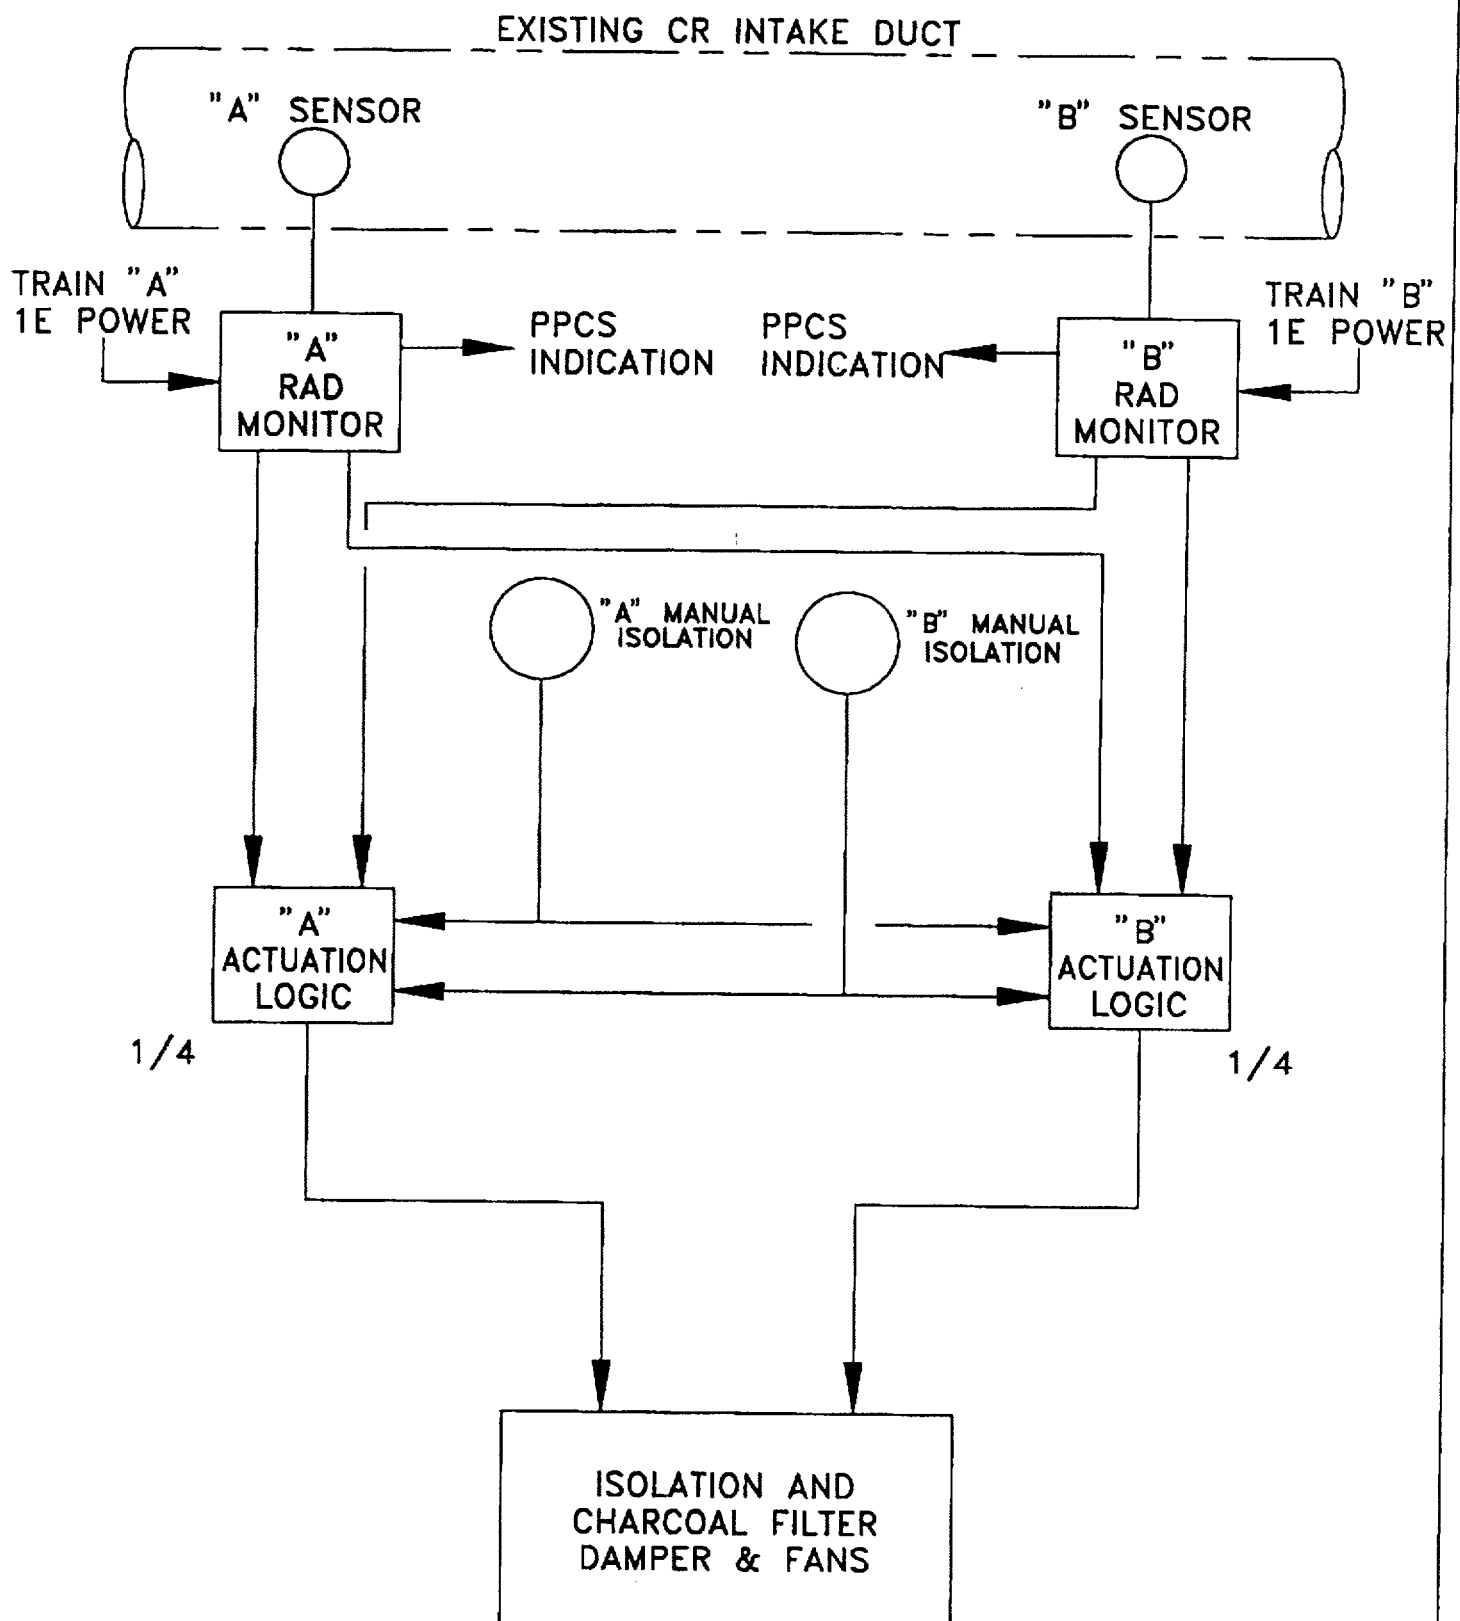 EXISTING CR INTAKE DUCT
"A" SENSOR
"B" SENSOR
TRAIN "A"
1E POWER
"A"
RAD
MONITOR
PPCS
INDICATION
PPCS
INDICATION
"B"
RAD
MONITOR
TRAIN "B"
1E POWER
"A" MANUAL
ISOLATION
"B" MANUAL
ISOLATION
"A"
ACTUATION
LOGIC
1/4
"B"
ACTUATION
LOGIC
1/4
ISOLATION AND
CHARCOAL FILTER
DAMPER & FANS